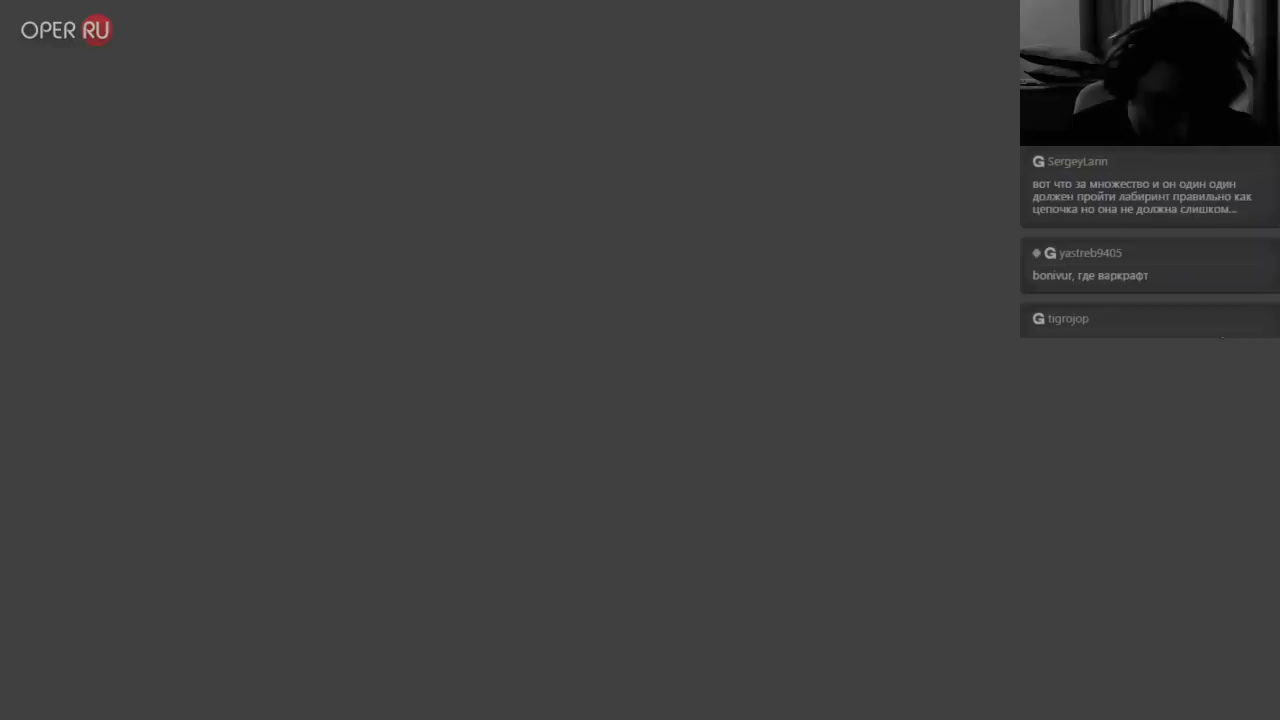 OPER RU
SergeyLarin
вот что за множество и он один один
должен пройти лабиринт правильно как
цепочка но она не должна слишком...
yastreb9405
bonivur, где варкрафт
tigrojop